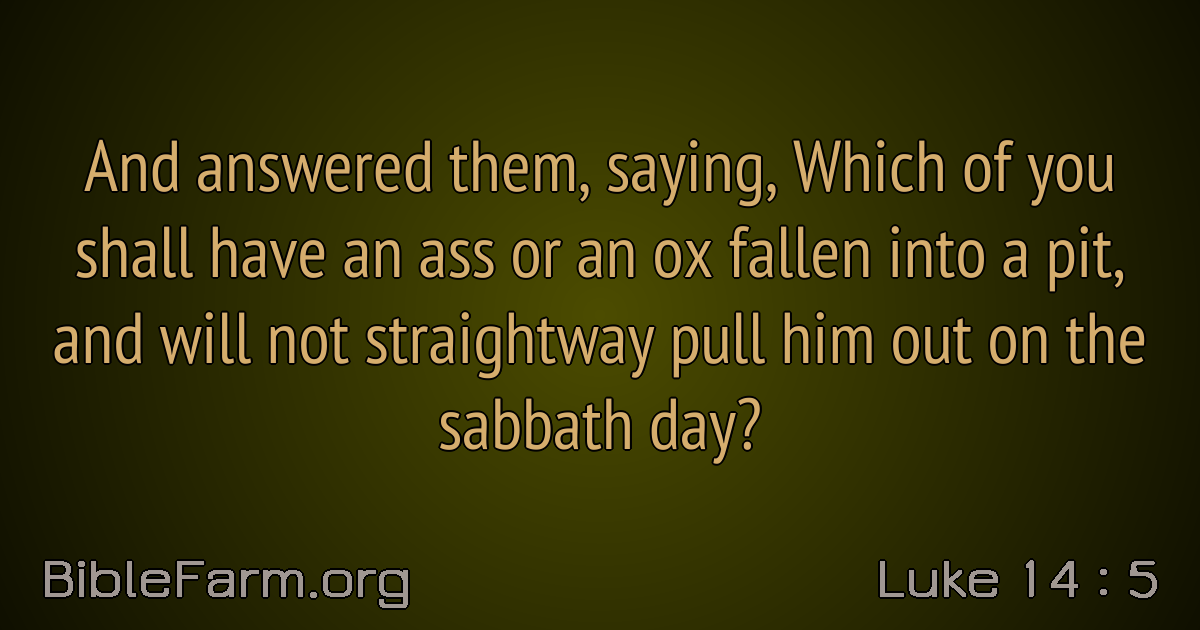 And answered them, saying, Which of you
shall have an ass or an ox fallen into a pit,
and will not straightway pull him out on the
sabbath day?
BibleFarm.org
Luke 14 : 5